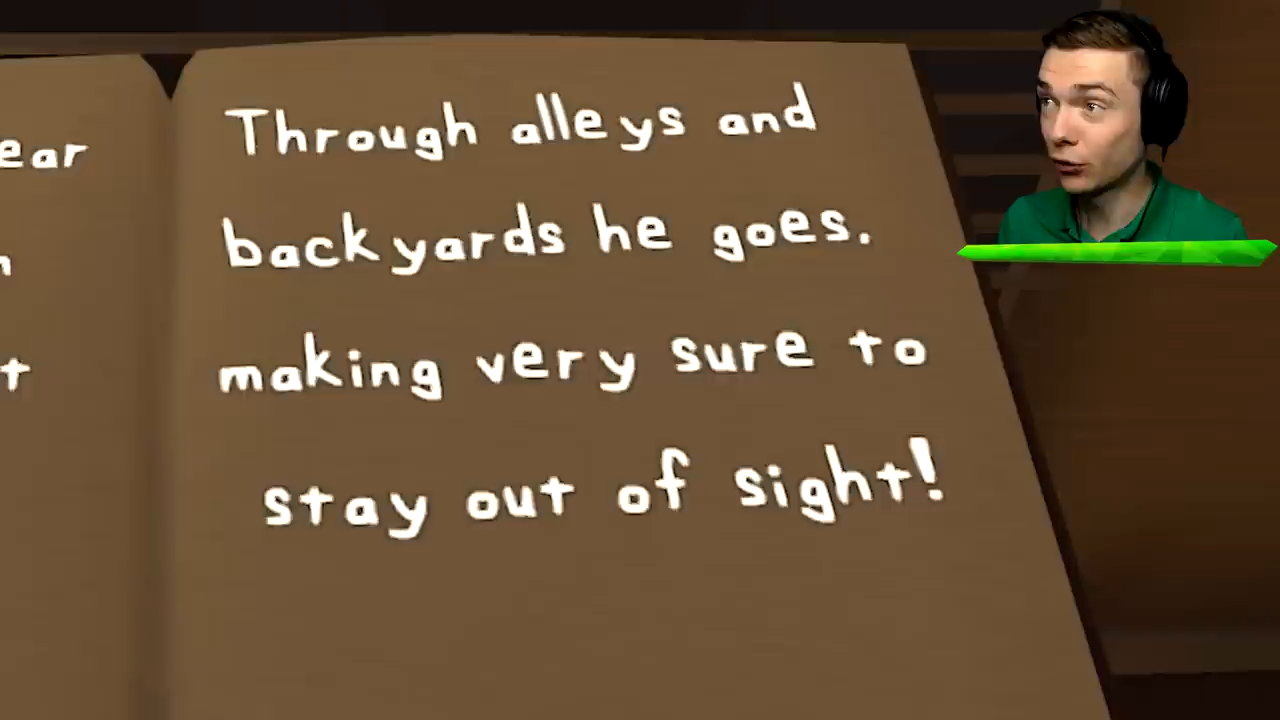 Through alleys and
backyards he goes.
making very sure to
stay out of sight!